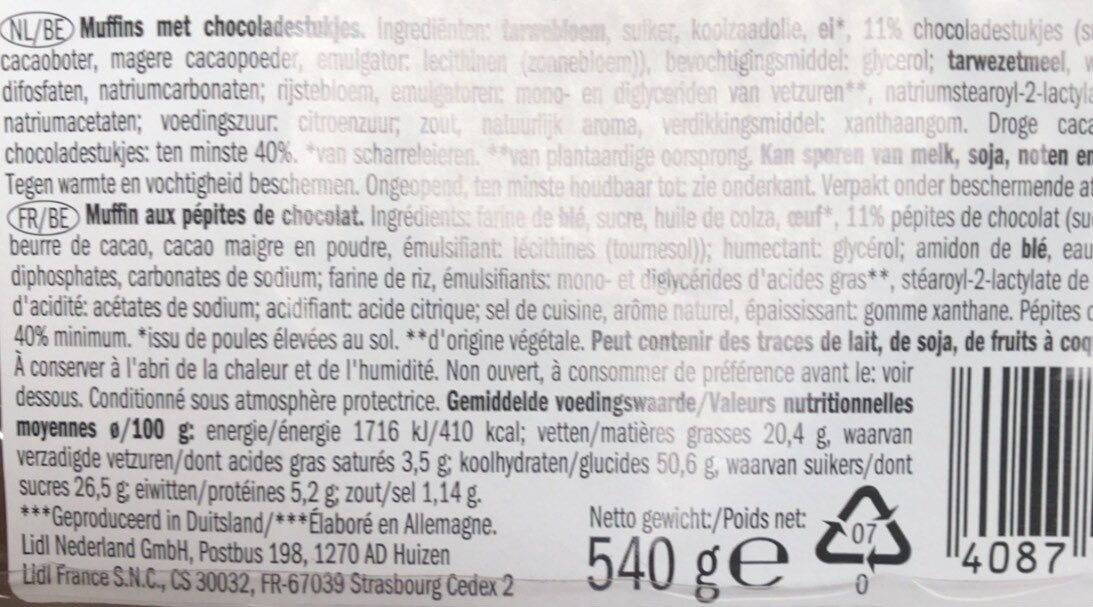 NL/BE Muffins met chocoladestukjes. Ingrediënten: tarwebloem, suiker, koolzaadolie, ei*, 11% chocoladestukjes
cacaoboter, magere cacaopoeder, emulgator: lecithinen (zonnebloem)), bevochtigingsmiddel: glycerol; tarwezetmeel,
difosfaten, natriumcarbonaten; rijstebloem, emulgatoren: mono- en diglyceriden van vetzuren**, natriumstearoyl-2-lactyla
natriumacetaten; voedingszuur: citroenzuur; zout, natuurlijk aroma, verdikkingsmiddel: xanthaangom. Droge caca
chocoladestukjes: ten minste 40%. *van scharreleieren. **van plantaardige oorsprong. Kan sporen van melk, soja, noten en
Tegen warmte en vochtigheid beschermen. Ongeopend, ten minste houdbaar tot: zie onderkant. Verpakt onder beschermende at
FR/BE Muffin aux pépites de chocolat. Ingrédients: farine de blé, sucre, huile de colza, œuf*, 11% pépites de chocolat (su
beurre de cacao, cacao maigre en poudre, émulsifiant: lécithines (tournesol)); humectant: glycérol; amidon de blé, eau
diphosphates, carbonates de sodium; farine de riz, émulsifiants: mono- et diglycérides d'acides gras**, stéaroyl-2-lactylate de
d'acidité: acétates de sodium; acidifiant: acide citrique; sel de cuisine, arôme naturel, épaississant: gomme xanthane. Pépites
40% minimum. *issu de poules élevées au sol. **d'origine végétale. Peut contenir des traces de lait, de soja, de fruits à coq
À conserver à l'abri de la chaleur et de l'humidité. Non ouvert, à consommer de préférence avant le: voir
dessous. Conditionné sous atmosphère protectrice. Gemiddelde voedingswaarde/Valeurs nutritionnelles
moyennes ø/100 g: energie/énergie 1716 kJ/410 kcal; vetten/matières grasses 20,4 g, waarvan
verzadigde vetzuren/dont acides gras saturés 3,5 g; koolhydraten/glucides 50,6 g, waarvan suikers/dont
sucres 26,5 g; eiwitten/protéines 5,2 g; zout/sel 1,14 g.
***Geproduceerd in Duitsland/***Élaboré en Allemagne.
Lidl Nederland GmbH, Postbus 198, 1270 AD Huizen
Lidl France S.N.C., CS 30032, FR-67039 Strasbourg Cedex 2
Netto gewicht:/Poids net:
540 g e
07
0
4087